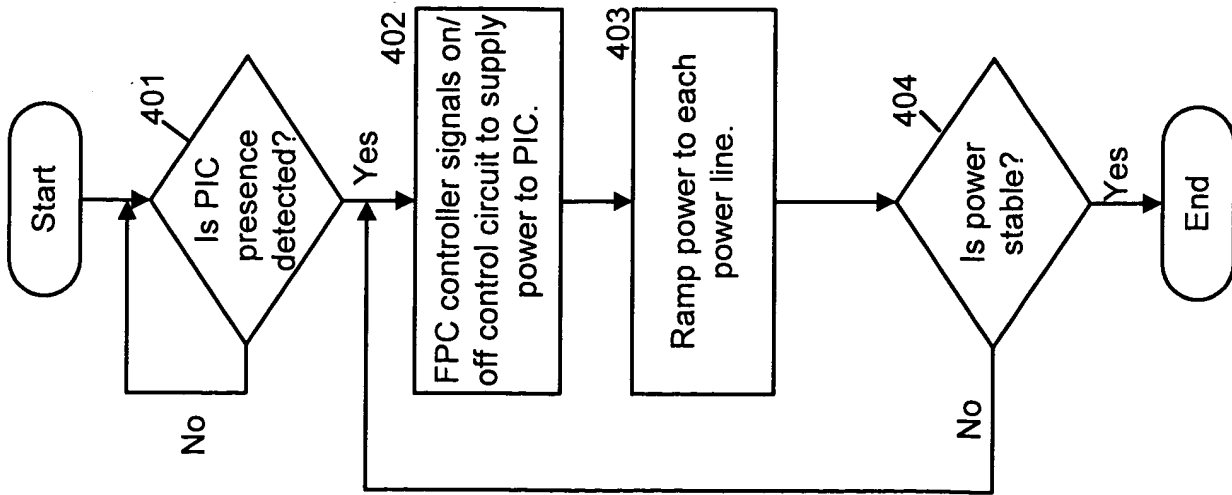 Start
401
Is PIC
presence
detected?
No
Yes
402
FPC controller signals on/
off control circuit to supply
power to PIC.
403
Ramp power to each
power line.
404
Is power
stable?
No
Yes
End